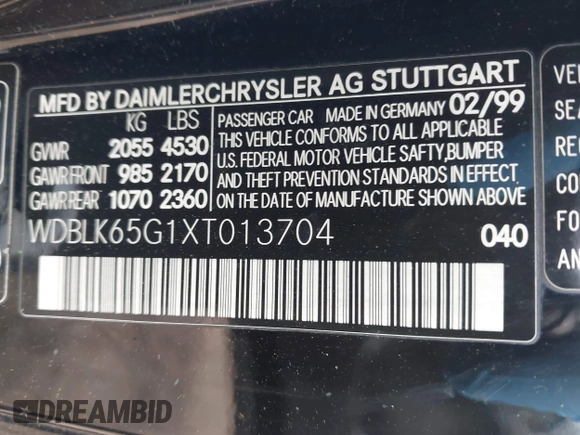 MFD BY DAIMLERCHRYSLER AG STUTTGART
KG LBS
GVWR 2055 4530
GAWR FRONT 985 2170
GAWR REAR 1070 2360
PASSENGER CAR MADE IN GERMANY 02/99
THIS VEHICLE CONFORMS TO ALL APPLICABLE
U.S. FEDERAL MOTOR VEHICLE SAFTY,BUMPER
AND THEFT PREVENTION STANDARDS IN EFFECT
ON THE DATE OF MANUFACTURE SHOWN ABOVE
WDBLK65G1XT013704
040
DREAMBID